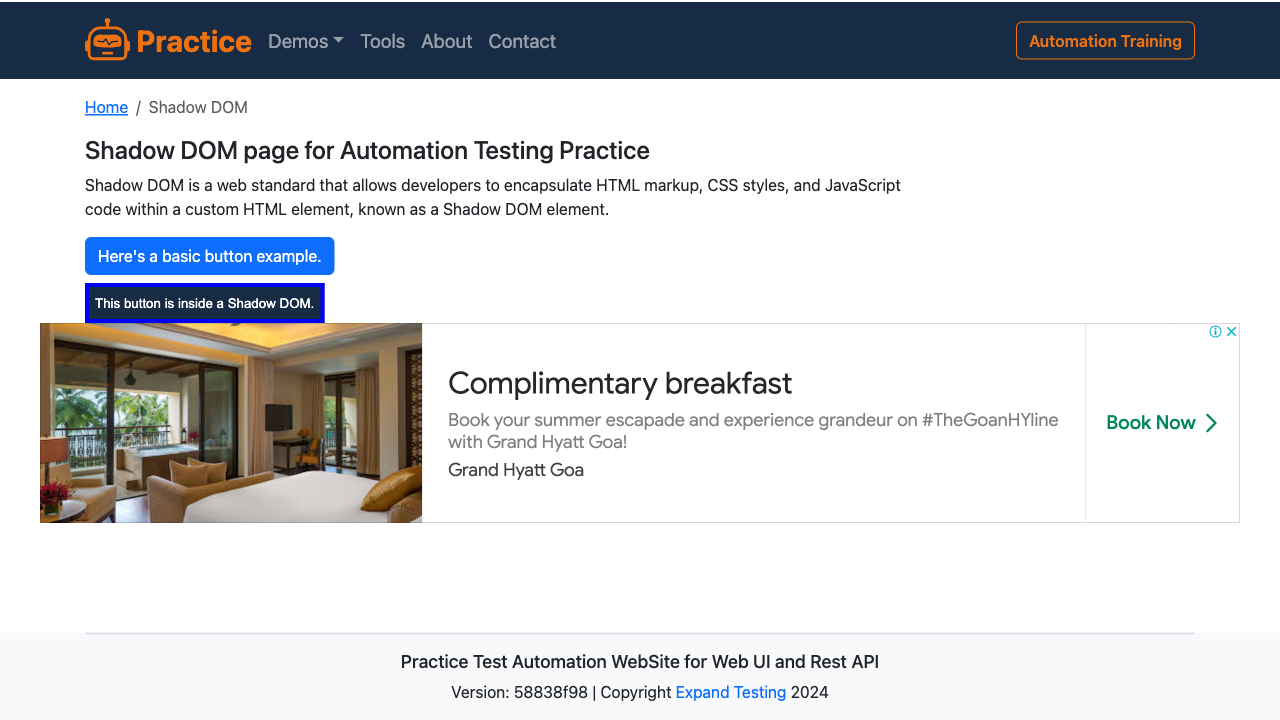 Practice
Demos
Tools
About
Contact
Automation Training
Home / Shadow DOM
Shadow DOM page for Automation Testing Practice
Shadow DOM is a web standard that allows developers to encapsulate HTML markup, CSS styles, and JavaScript
code within a custom HTML element, known as a Shadow DOM element.
Here's a basic button example.
This button is inside a Shadow DOM.
Complimentary breakfast
Book your summer escapade and experience grandeur on #TheGoanHYline
with Grand Hyatt Goa!
Grand Hyatt Goa
Book Now
Practice Test Automation WebSite for Web UI and Rest API
Version: 58838f98 | Copyright Expand Testing 2024